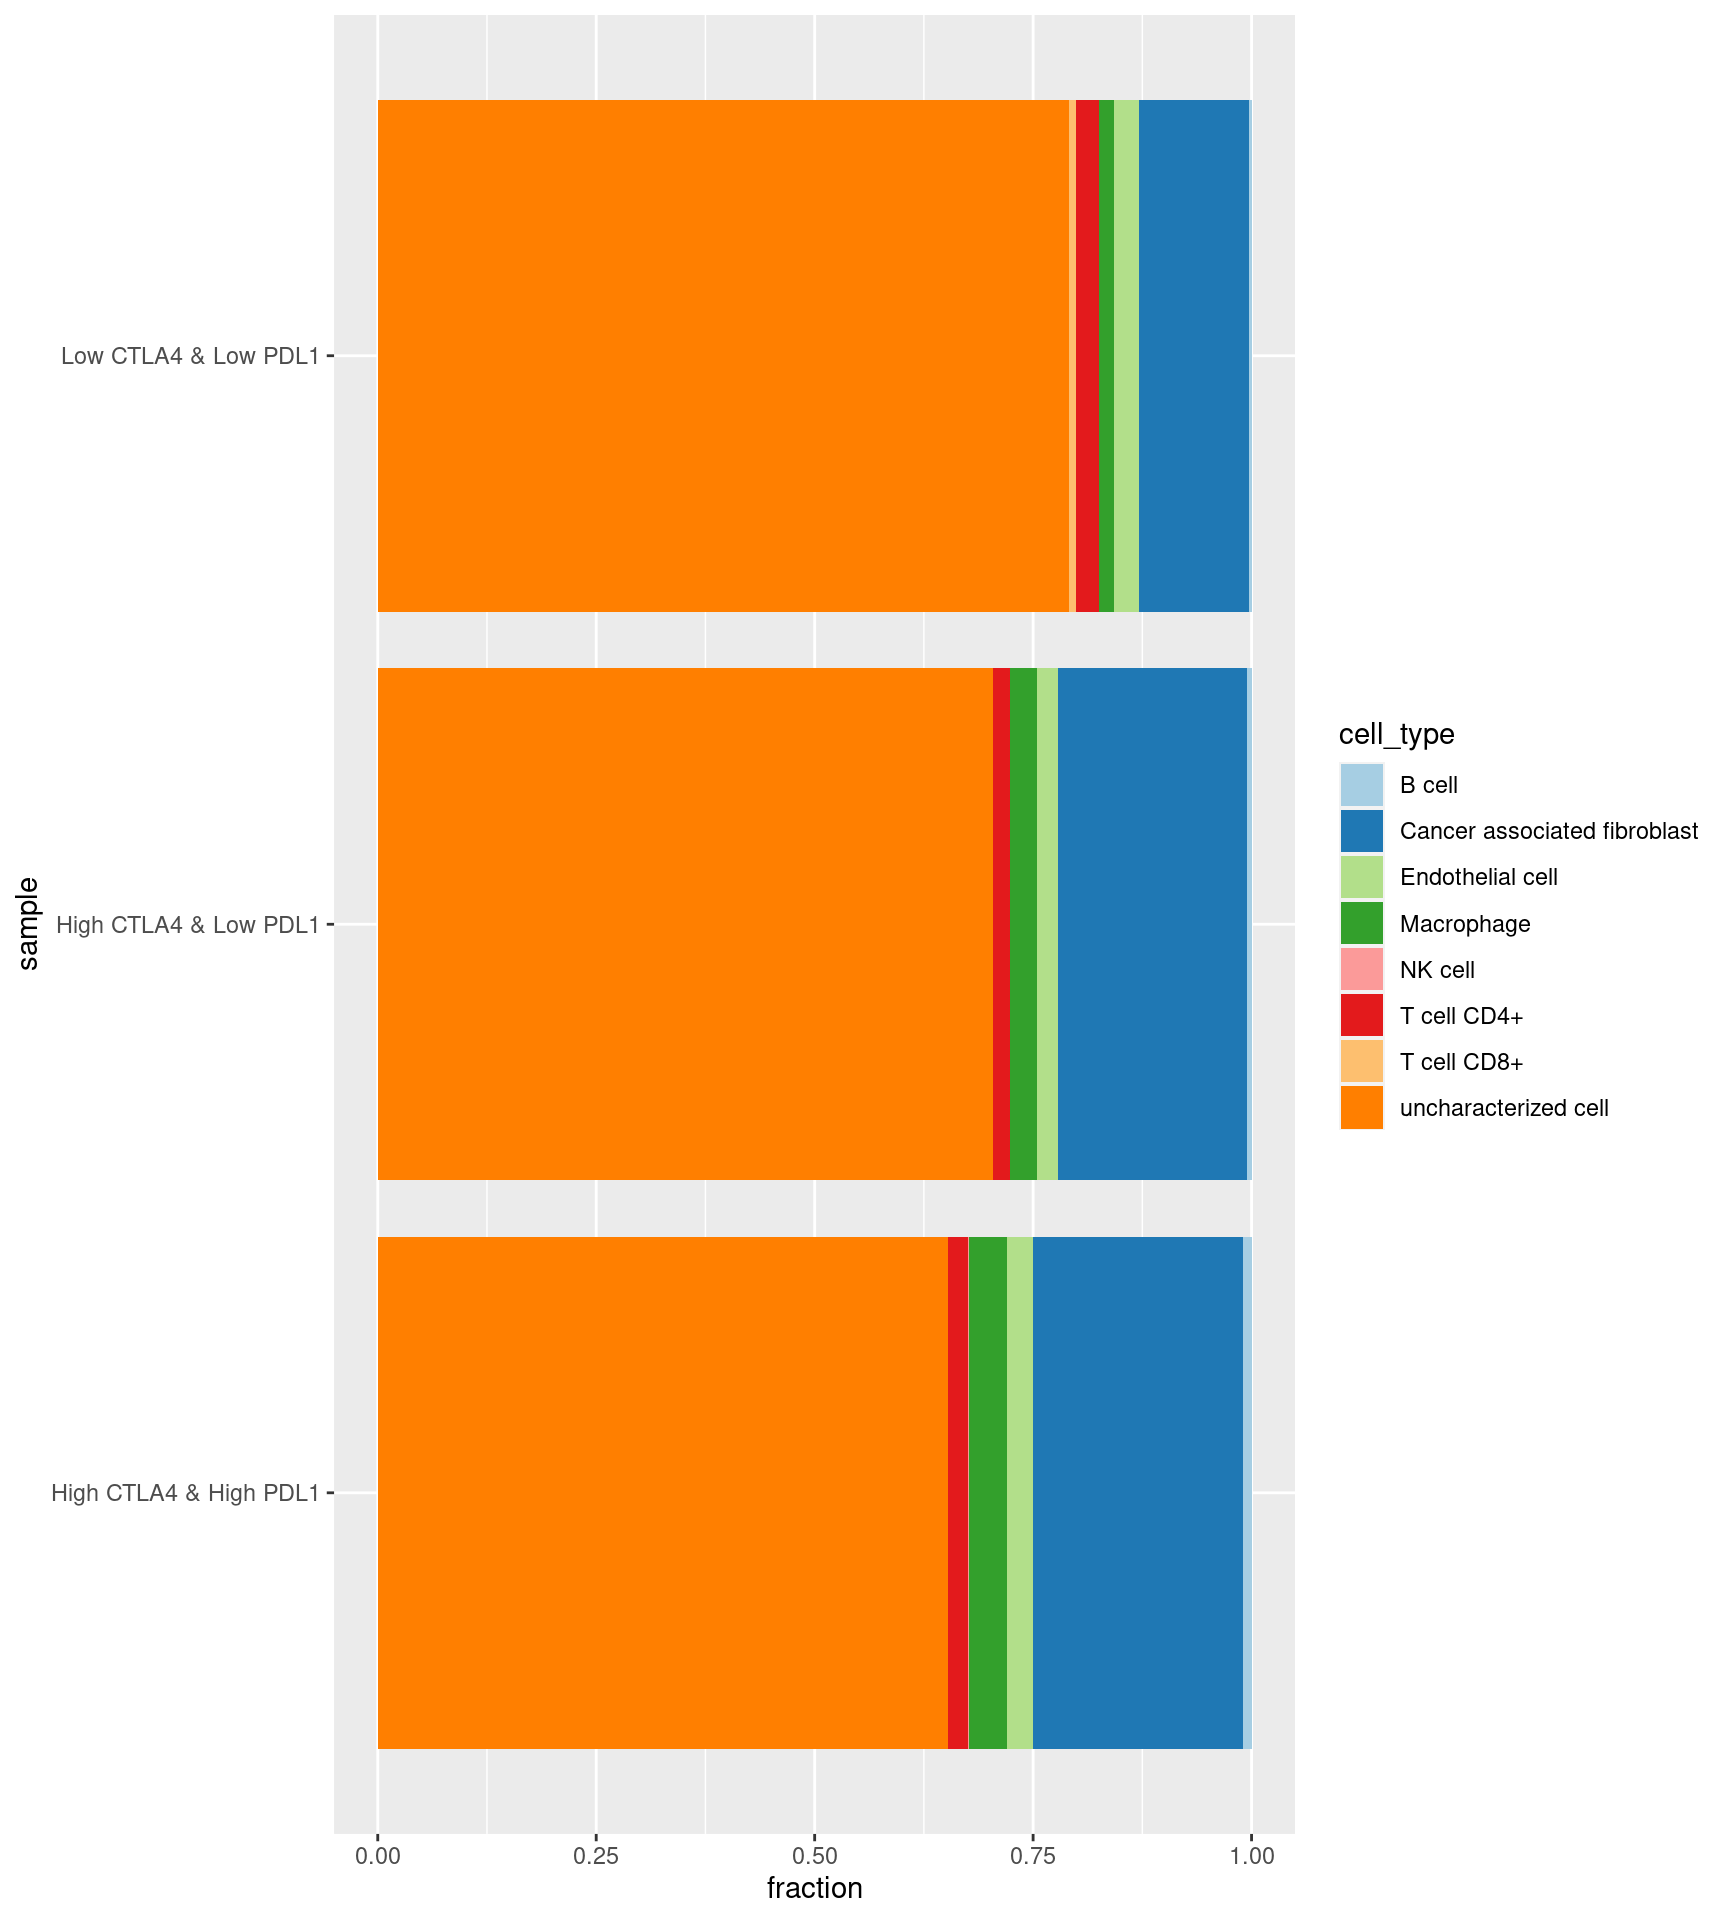 sample
Low CTLA4 & Low PDL1
High CTLA4 & Low PDL1
High CTLA4 & High PDL1
0.00 0.25 0.50 0.75 1.00
fraction
cell_type
B cell
Cancer associated fibroblast
Endothelial cell
Macrophage
NK cell
T cell CD4+
T cell CD8+
uncharacterized cell